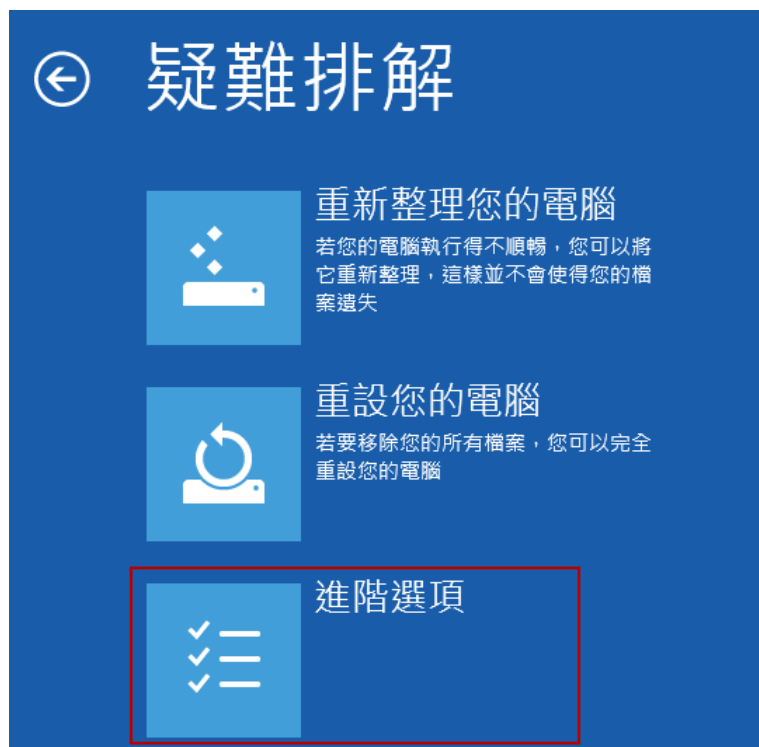 疑難排解
重新整理您的電腦
若您的電腦執行得不順暢，您可以將
它重新整理，這樣並不會使得您的檔
案遺失
重設您的電腦
若要移除您的所有檔案，您可以完全
重設您的電腦
進階選項